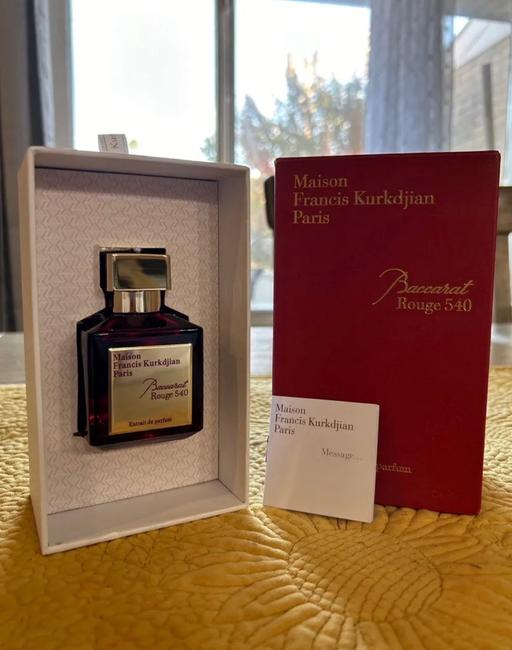 Maison
Francis Kurkdjian
Paris
Baccarat
Rouge 540
Extrait de parfum
Maison
Francis Kurkdjian
Paris
Baccarat
Rouge 540
parfum
Maison
Francis Kurkdjian
Paris
Message...